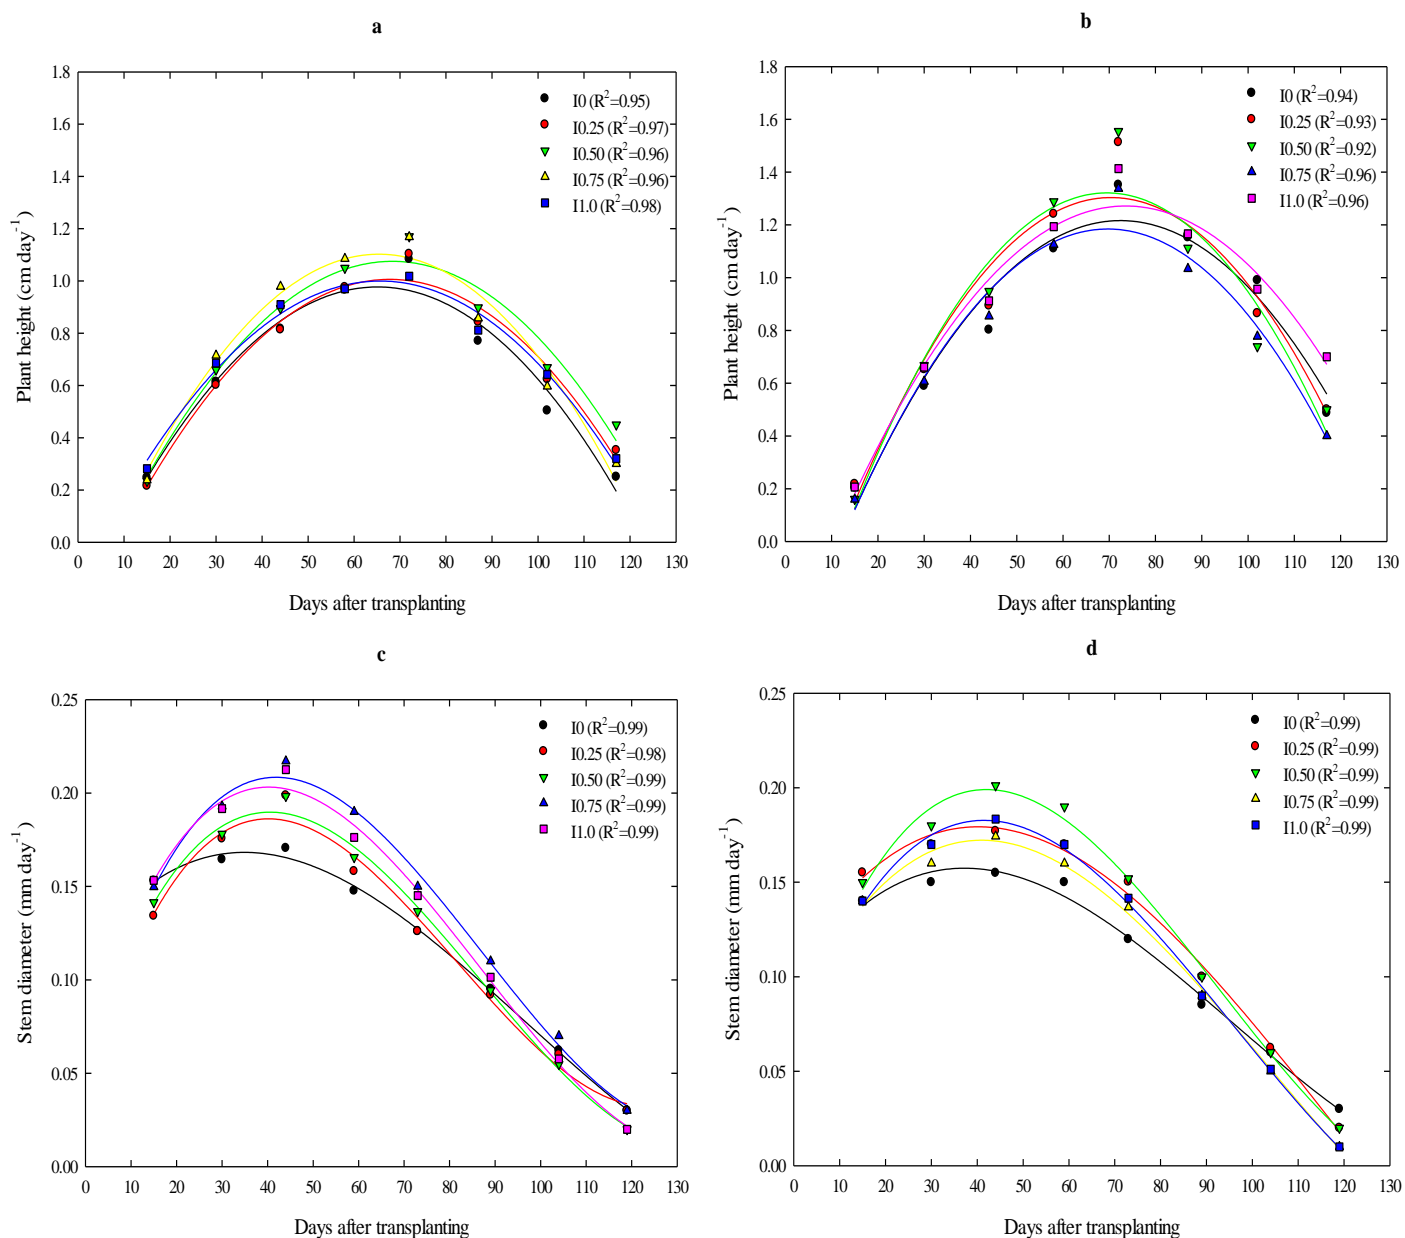 a
1.8
1.6
1.4
1.2
1.0
0.8
0.6
0.4
0.2
0.0
Plant height (cm day⁻¹)
I0 (R²=0.95)
I0.25 (R²=0.97)
I0.50 (R²=0.96)
I0.75 (R²=0.96)
I1.0 (R²=0.98)
0 10 20 30 40 50 60 70 80 90 100 110 120 130
Days after transplanting
b
1.8
1.6
1.4
1.2
1.0
0.8
0.6
0.4
0.2
0.0
Plant height (cm day⁻¹)
I0 (R²=0.94)
I0.25 (R²=0.93)
I0.50 (R²=0.92)
I0.75 (R²=0.96)
I1.0 (R²=0.96)
0 10 20 30 40 50 60 70 80 90 100 110 120 130
Days after transplanting
c
0.25
0.20
0.15
0.10
0.05
0.00
Stem diameter (mm day⁻¹)
I0 (R²=0.99)
I0.25 (R²=0.98)
I0.50 (R²=0.99)
I0.75 (R²=0.99)
I1.0 (R²=0.99)
0 10 20 30 40 50 60 70 80 90 100 110 120 130
Days after transplanting
d
0.25
0.20
0.15
0.10
0.05
0.00
Stem diameter (mm day⁻¹)
I0 (R²=0.99)
I0.25 (R²=0.99)
I0.50 (R²=0.99)
I0.75 (R²=0.99)
I1.0 (R²=0.99)
0 10 20 30 40 50 60 70 80 90 100 110 120 130
Days after transplanting